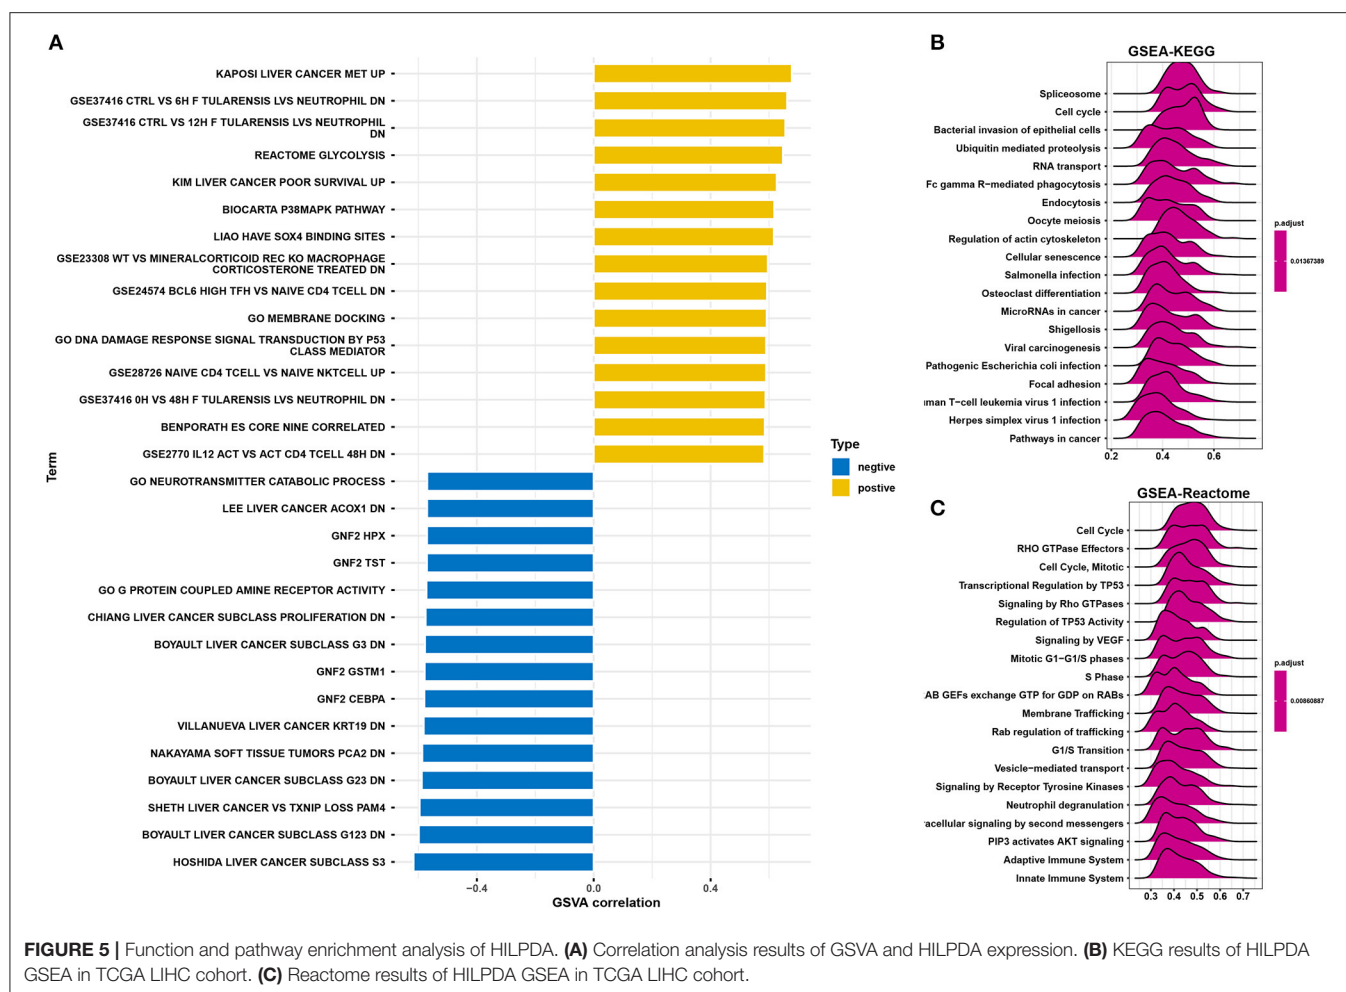 A
KAPOSI LIVER CANCER MET UP
GSE37416 CTRL VS 6H F TULARENSIS LVS NEUTROPHIL DN
GSE37416 CTRL VS 12H F TULARENSIS LVS NEUTROPHIL
DN
REACTOME GLYCOLYSIS
KIM LIVER CANCER POOR SURVIVAL UP
BIOCARTA P38MAPK PATHWAY
LIAO HAVE SOX4 BINDING SITES
GSE23308 WT VS MINERALCORTICOID REC KO MACROPHAGE
CORTICOSTERONE TREATED DN
GSE24574 BCL6 HIGH TFH VS NAIVE CD4 TCELL DN
GO MEMBRANE DOCKING
GO DNA DAMAGE RESPONSE SIGNAL TRANSDUCTION BY P53
CLASS MEDIATOR
GSE28726 NAIVE CD4 TCELL VS NAIVE NKTCELL UP
GSE37416 0H VS 48H F TULARENSIS LVS NEUTROPHIL DN
BENPORATH ES CORE NINE CORRELATED
GSE2770 IL12 ACT VS ACT CD4 TCELL 48H DN
GO NEUROTRANSMITTER CATABOLIC PROCESS
LEE LIVER CANCER ACOX1 DN
GNF2 HPX
GNF2 TST
GO G PROTEIN COUPLED AMINE RECEPTOR ACTIVITY
CHIANG LIVER CANCER SUBCLASS PROLIFERATION DN
BOYAULT LIVER CANCER SUBCLASS G3 DN
GNF2 GSTM1
GNF2 CEBPA
VILLANUEVA LIVER CANCER KRT19 DN
NAKAYAMA SOFT TISSUE TUMORS PCA2 DN
BOYAULT LIVER CANCER SUBCLASS G23 DN
SHETH LIVER CANCER VS TXNIP LOSS PAM4
BOYAULT LIVER CANCER SUBCLASS G123 DN
HOSHIDA LIVER CANCER SUBCLASS S3
Term
−0.4 0.0 0.4
GSVA correlation
Type
negtive
postive
B
GSEA-KEGG
Spliceosome
Cell cycle
Bacterial invasion of epithelial cells
Ubiquitin mediated proteolysis
RNA transport
Fc gamma R−mediated phagocytosis
Endocytosis
Oocyte meiosis
Regulation of actin cytoskeleton
Cellular senescence
Salmonella infection
Osteoclast differentiation
MicroRNAs in cancer
Shigellosis
Viral carcinogenesis
Pathogenic Escherichia coli infection
Focal adhesion
uman T−cell leukemia virus 1 infection
Herpes simplex virus 1 infection
Pathways in cancer
0.2 0.4 0.6
p.adjust
0.01367389
C
GSEA-Reactome
Cell Cycle
RHO GTPase Effectors
Cell Cycle, Mitotic
Transcriptional Regulation by TP53
Signaling by Rho GTPases
Regulation of TP53 Activity
Signaling by VEGF
Mitotic G1−G1/S phases
S Phase
AB GEFs exchange GTP for GDP on RABs
Membrane Trafficking
Rab regulation of trafficking
G1/S Transition
Vesicle−mediated transport
Signaling by Receptor Tyrosine Kinases
Neutrophil degranulation
racellular signaling by second messengers
PIP3 activates AKT signaling
Adaptive Immune System
Innate Immune System
0.3 0.4 0.5 0.6 0.7
p.adjust
0.00860887
FIGURE 5 | Function and pathway enrichment analysis of HILPDA. (A) Correlation analysis results of GSVA and HILPDA expression. (B) KEGG results of HILPDA
GSEA in TCGA LIHC cohort. (C) Reactome results of HILPDA GSEA in TCGA LIHC cohort.